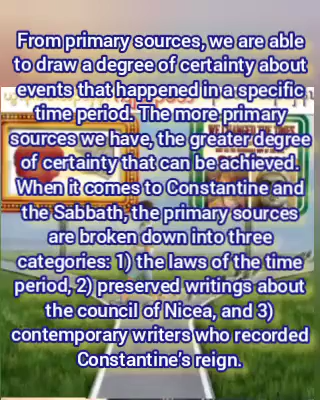 From primary sources, we are able
to draw a degree of certainty about
events that happened in a specific
time period. The more primary
sources we have, the greater degree
of certainty that can be achieved.
When it comes to Constantine and
the Sabbath, the primary sources
are broken down into three
categories: 1) the laws of the time
period, 2) preserved writings about
the council of Nicea, and 3)
contemporary writers who recorded
Constantine's reign.